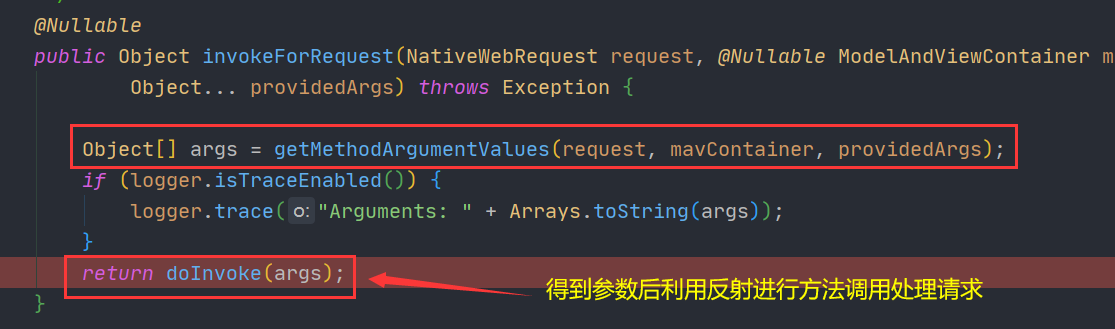 @Nullable
public Object invokeForRequest(NativeWebRequest request, @Nullable ModelAndViewContainer m
Object... providedArgs) throws Exception {
Object[] args = getMethodArgumentValues(request, mavContainer, providedArgs);
if (logger.isTraceEnabled()) {
logger.trace( o: "Arguments: " + Arrays.toString(args));
}
return doInvoke(args);
得到参数后利用反射进行方法调用处理请求
}